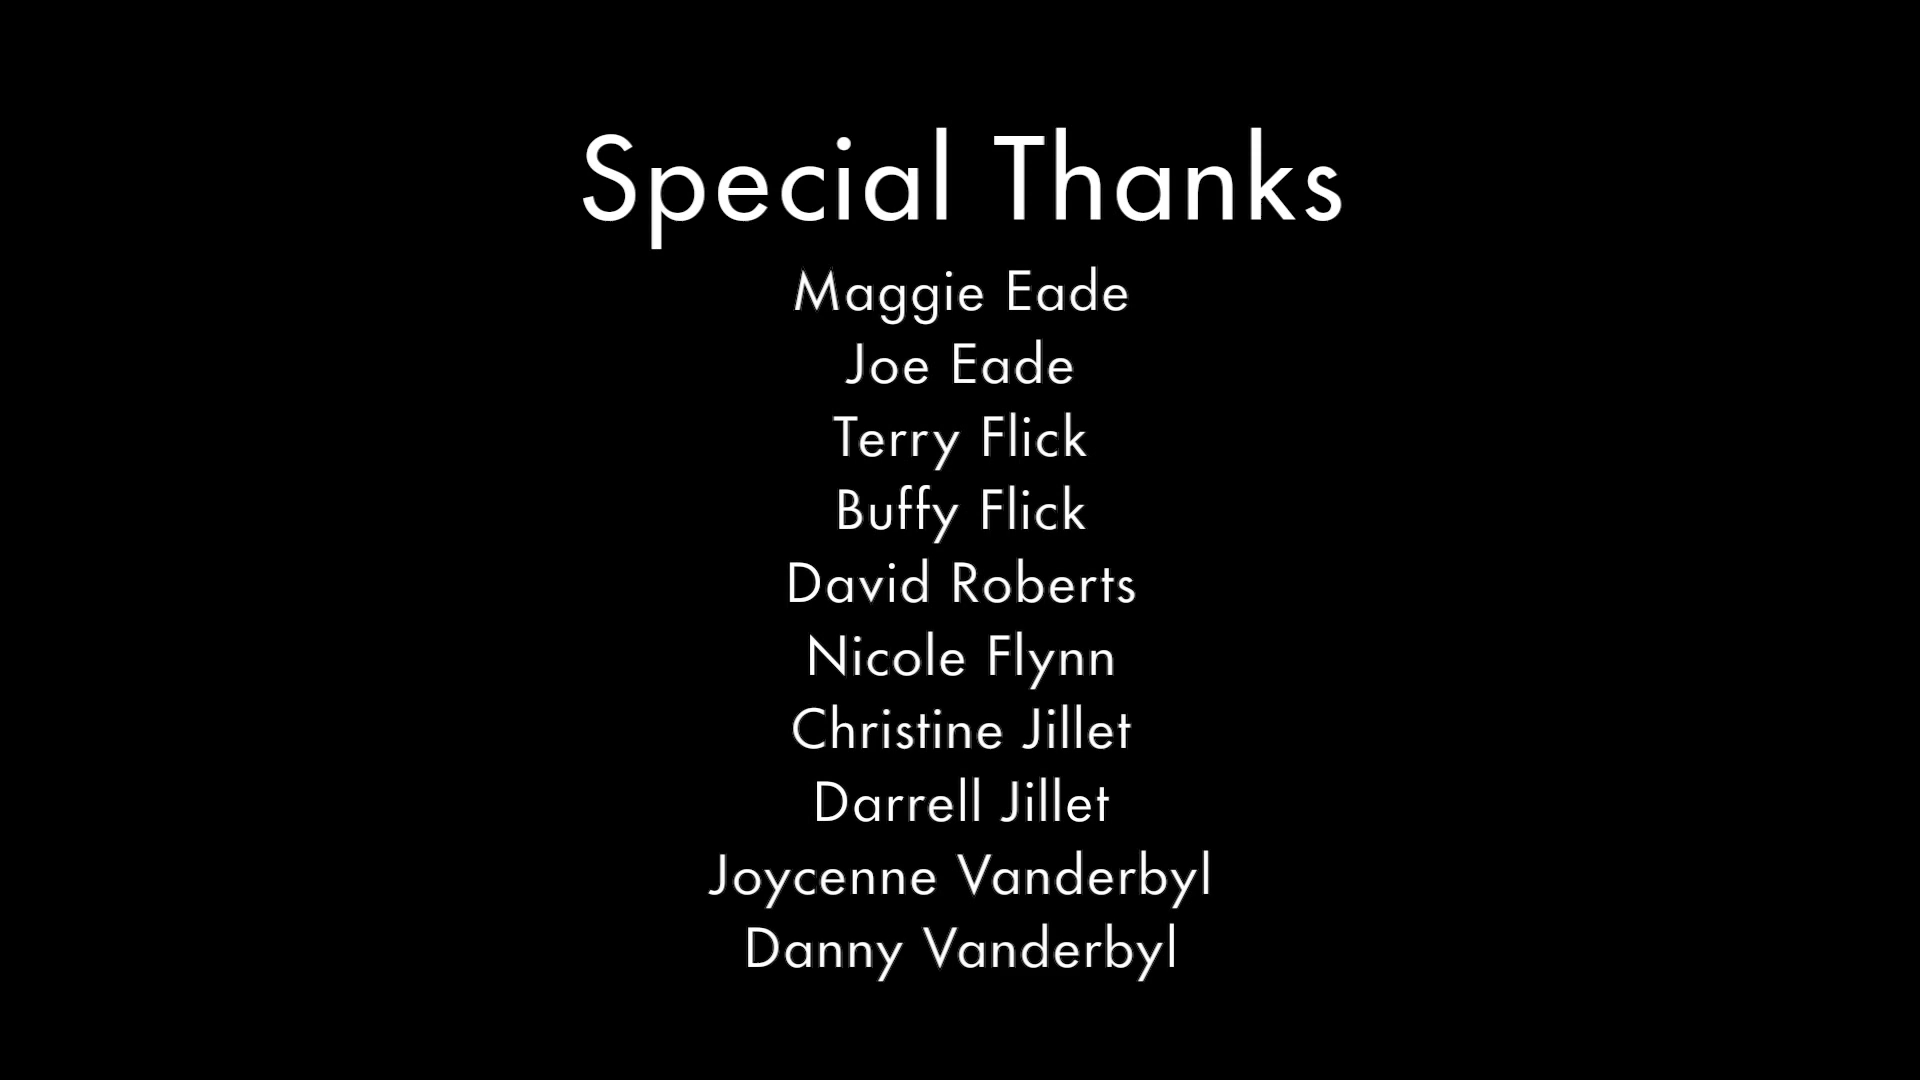 Special Thanks
Maggie Eade
Joe Eade
Terry Flick
Buffy Flick
David Roberts
Nicole Flynn
Christine Jillet
Darrell Jillet
Joycenne Vanderbyl
Danny Vanderbyl